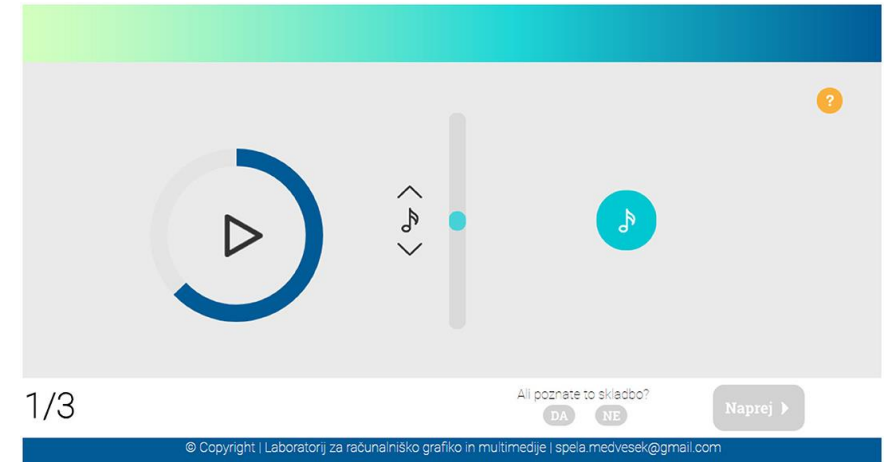 ?
1/3
Ali poznate to skladbo?
DA NE
Naprej
© Copyright | Laboratorij za računalniško grafiko in multimedije | spela.medvesek@gmail.com